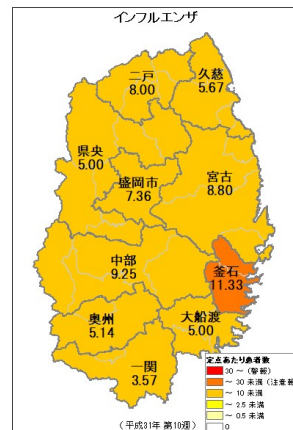 インフルエンザ
二戸
8.00
久慈
5.67
県央
5.00
盛岡市
7.36
宮古
8.80
中部
9.25
釜石
11.33
奥州
5.14
大船渡
5.00
一関
3.57
定点あたり患者数
30 ～ (警報)
～ 30 未満 (注意報)
～ 10 未満
～ 2.5 未満
～ 0.5 未満
0
(平成31年 第10週)